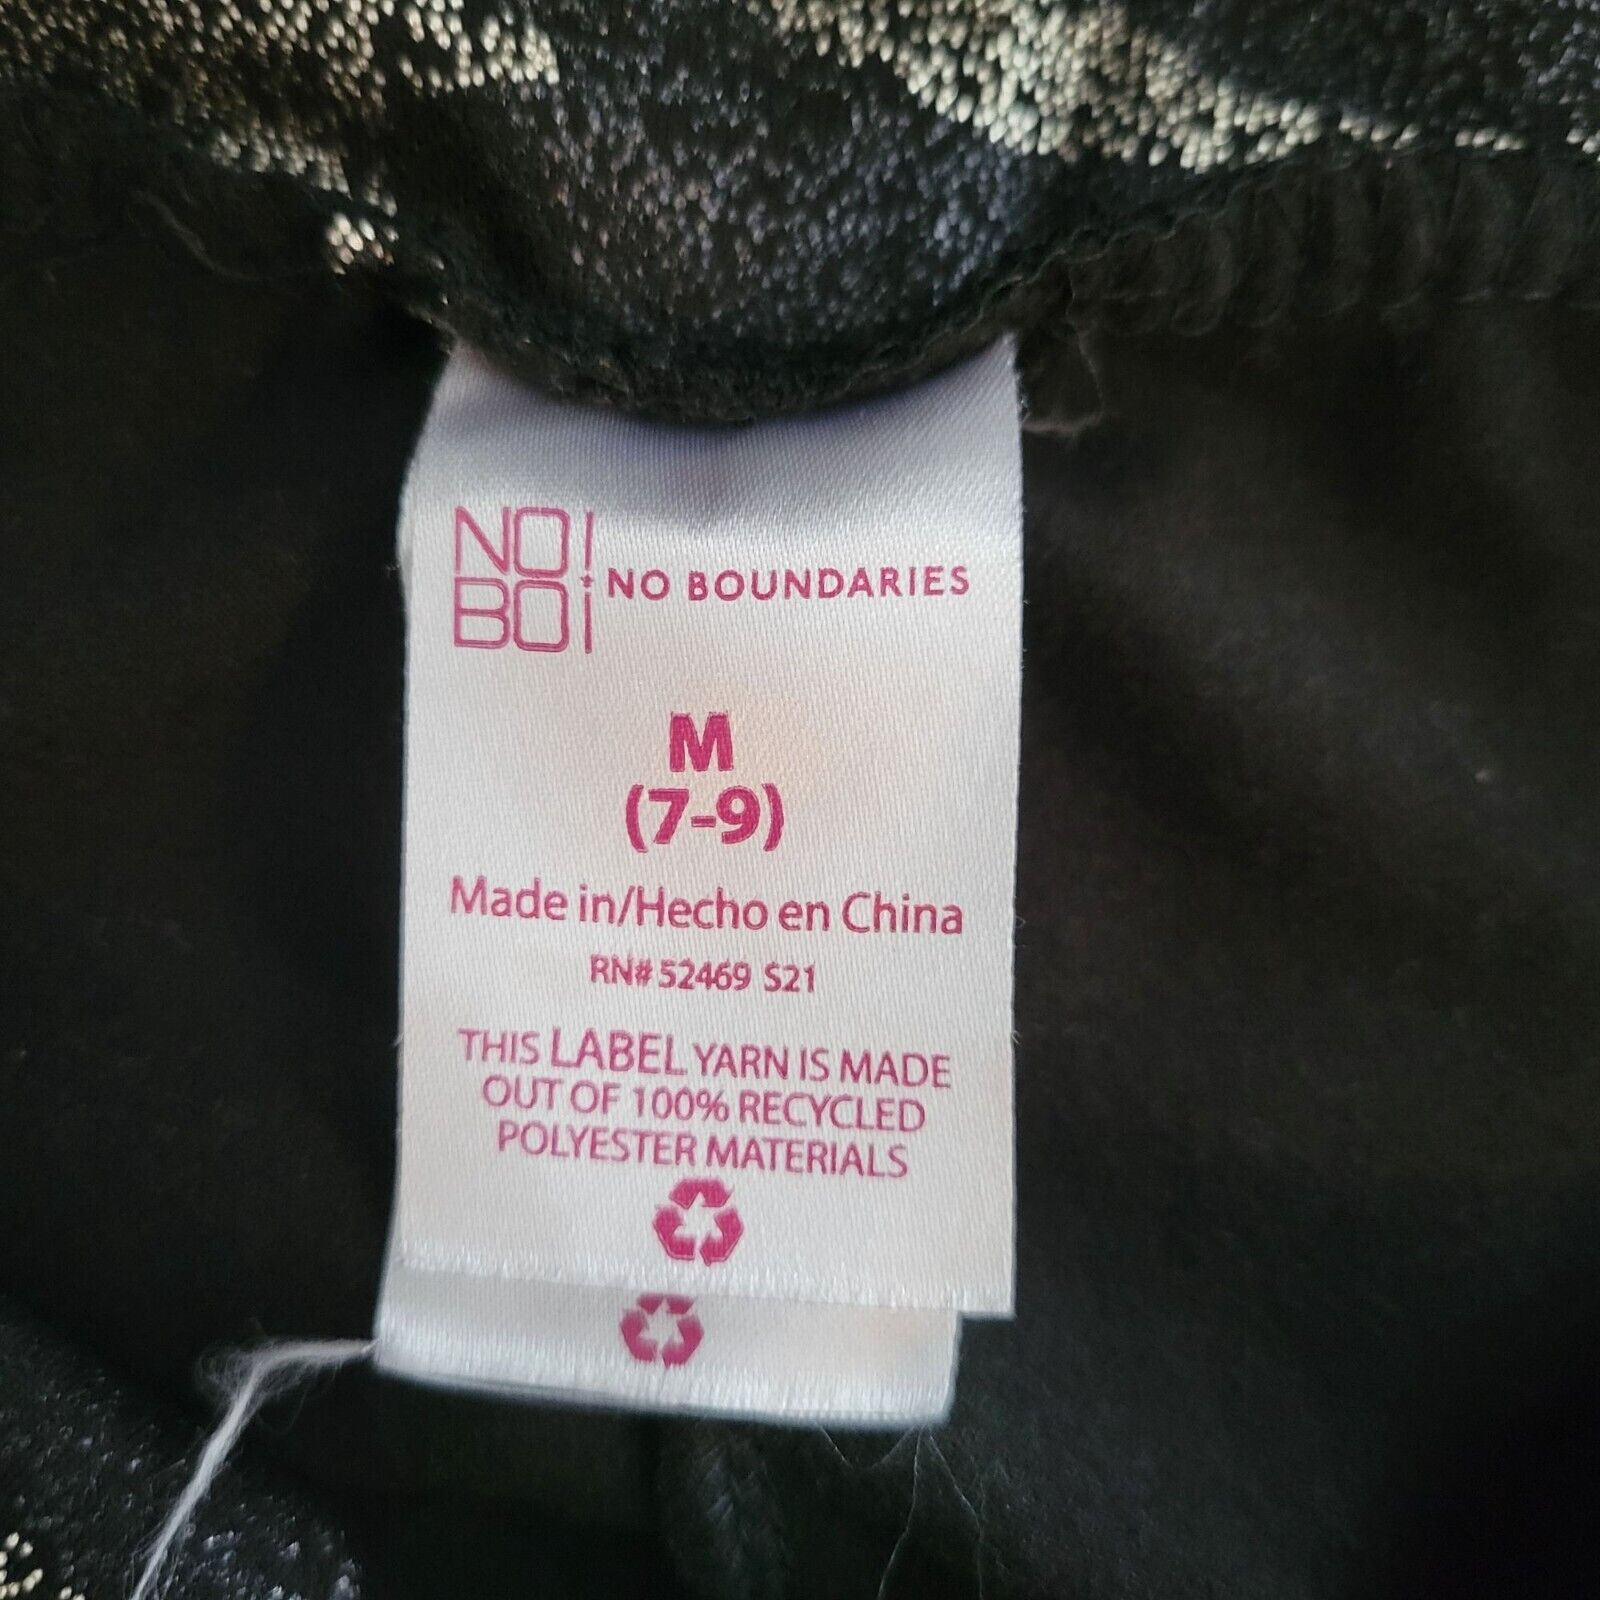 NO
BO
NO BOUNDARIES
M
(7-9)
Made in/Hecho en China
RN# 52469 S21
THIS LABEL YARN IS MADE
OUT OF 100% RECYCLED
POLYESTER MATERIALS